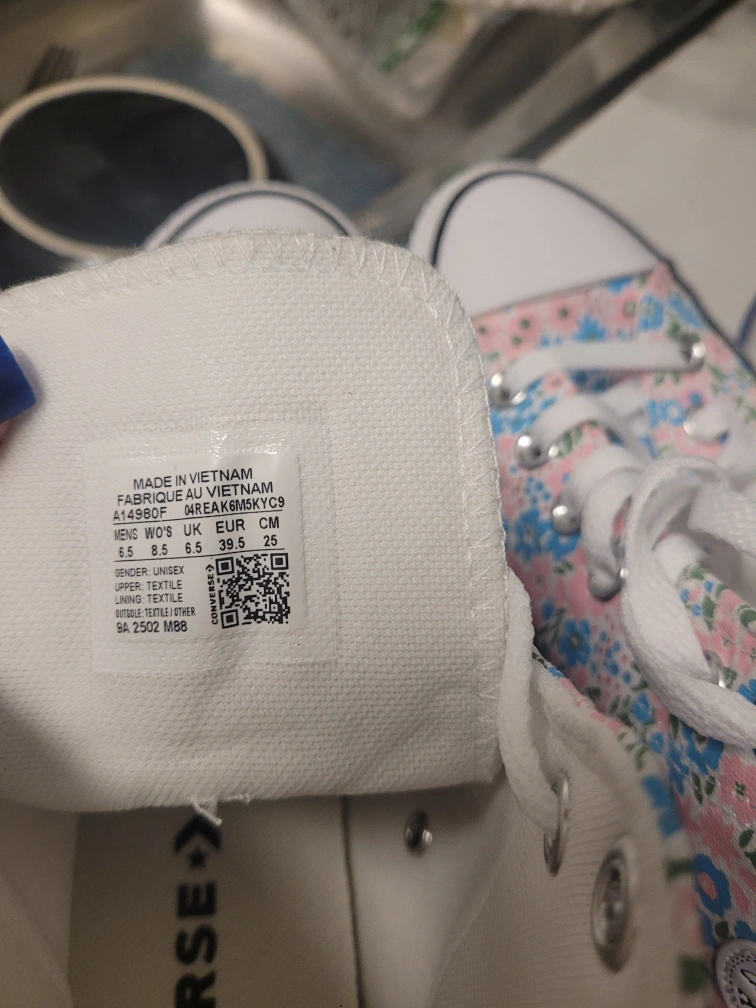 MADE IN VIETNAM
FABRIQUE AU VIETNAM
A14980F 04REAK6M5KYC9
MENS WO'S UK EUR CM
6.5 8.5 6.5 39.5 25
GENDER: UNISEX
UPPER: TEXTILE
LINING: TEXTILE
OUTSOLE: TEXTILE / OTHER
9A 2502 M88
CONVERSE
RSE